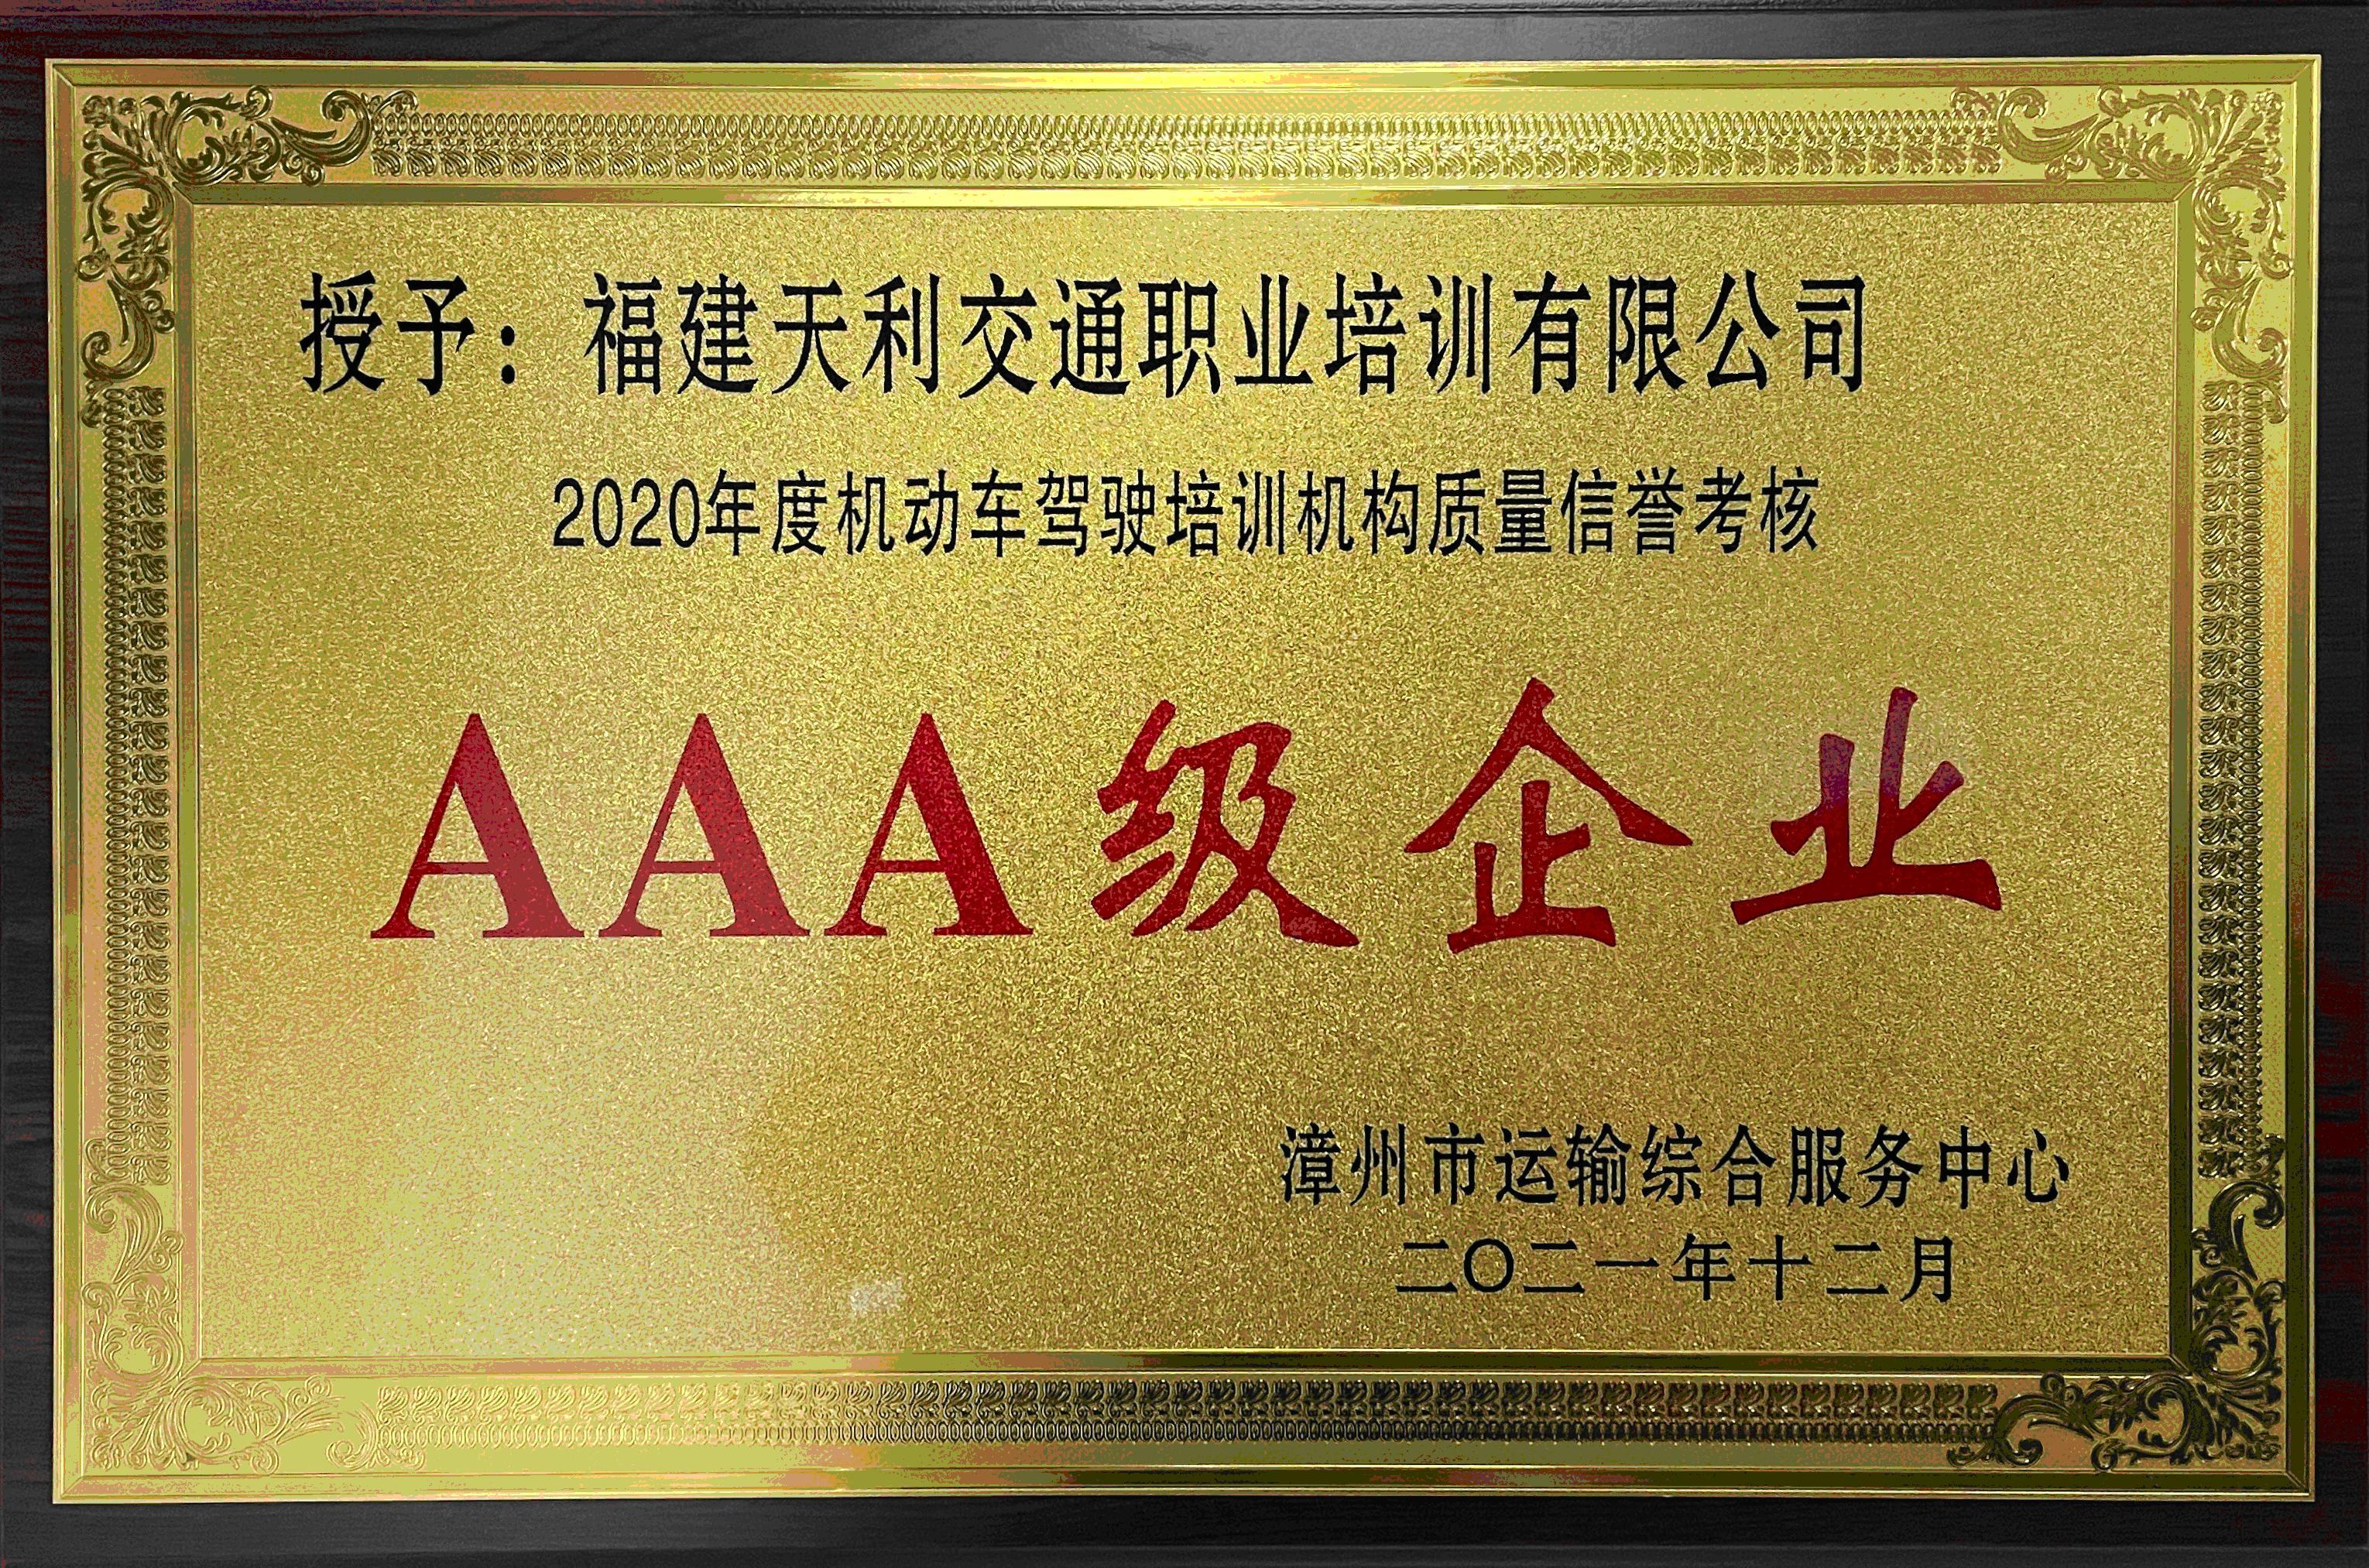 授予：福建天利交通职业培训有限公司
2020年度机动车驾驶培训机构质量信誉考核
AAA级企业
漳州市运输综合服务中心
二〇二一年十二月